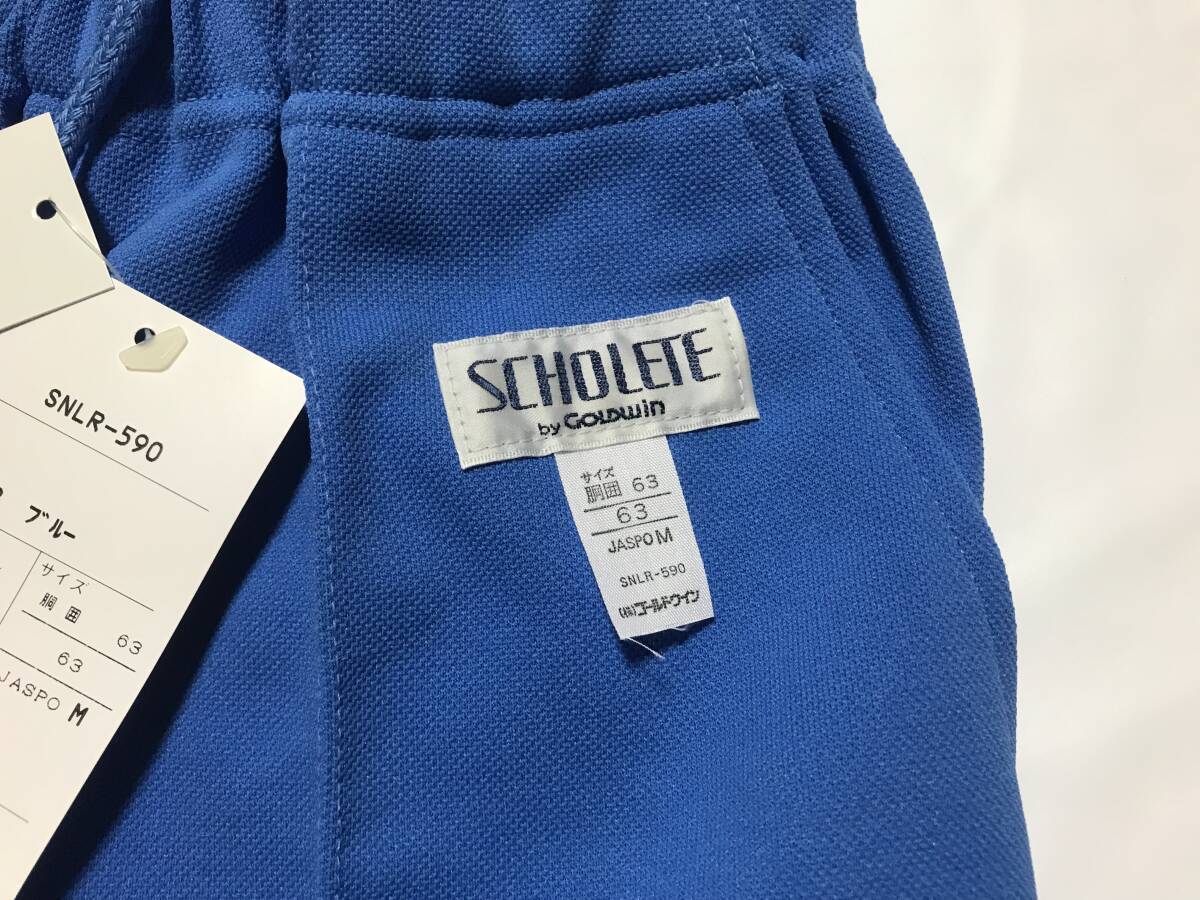 SNLR-590
ブルー
サイズ
胴囲 63
63
JASPO M
SCHOLETE
by GOLDWIN
サイズ
胴囲 63
63
JASPO M
SNLR-590
(株)ゴールドウイン